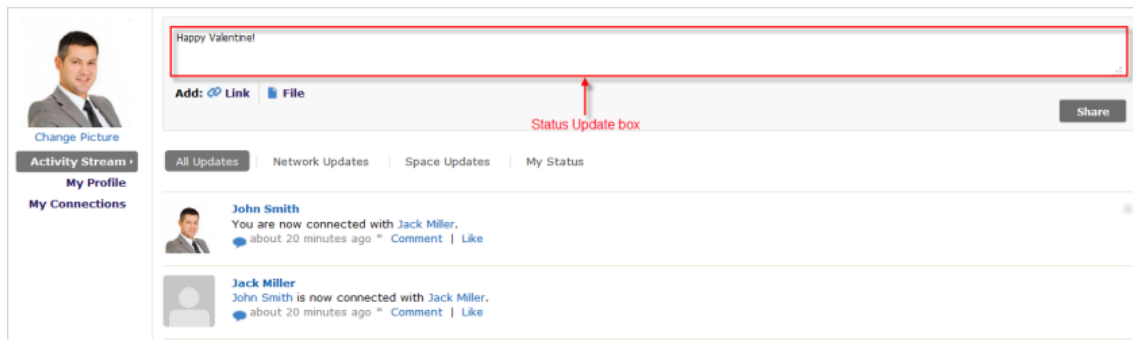 Happy Valentine!
Add: Link File
Status Update box
Share
Change Picture
Activity Stream
My Profile
My Connections
All Updates Network Updates Space Updates My Status
John Smith
You are now connected with Jack Miller.
about 20 minutes ago Comment | Like
Jack Miller
John Smith is now connected with Jack Miller.
about 20 minutes ago Comment | Like